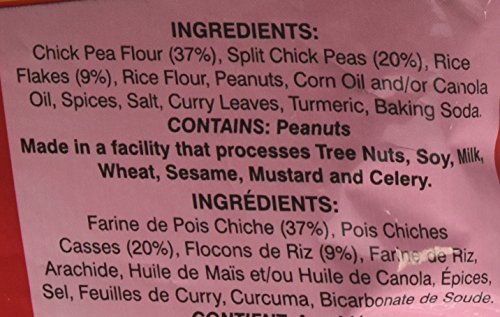 INGREDIENTS:
Chick Pea Flour (37%), Split Chick Peas (20%), Rice
Flakes (9%), Rice Flour, Peanuts, Corn Oil and/or Canola
Oil, Spices, Salt, Curry Leaves, Turmeric, Baking Soda.
CONTAINS: Peanuts
Made in a facility that processes Tree Nuts, Soy, Milk,
Wheat, Sesame, Mustard and Celery.
INGRÉDIENTS:
Farine de Pois Chiche (37%), Pois Chiches
Casses (20%), Flocons de Riz (9%), Farine de Riz,
Arachide, Huile de Maïs et/ou Huile de Canola, Épices,
Sel, Feuilles de Curry, Curcuma, Bicarbonate de Soude.
CONTIENT: